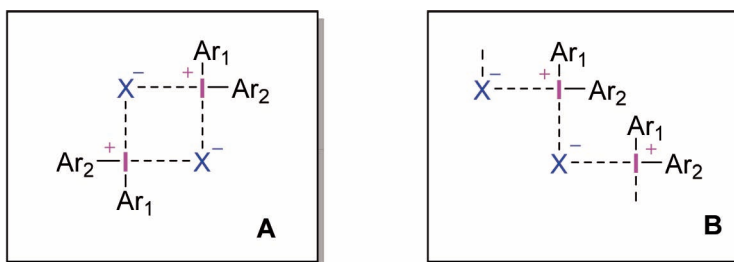 Ar₁
X⁻ ⁺I Ar₂
Ar₂ ⁺I X⁻
Ar₁
A
Ar₁
X⁻ ⁺I Ar₂
Ar₁
X⁻ I⁺ Ar₂
B